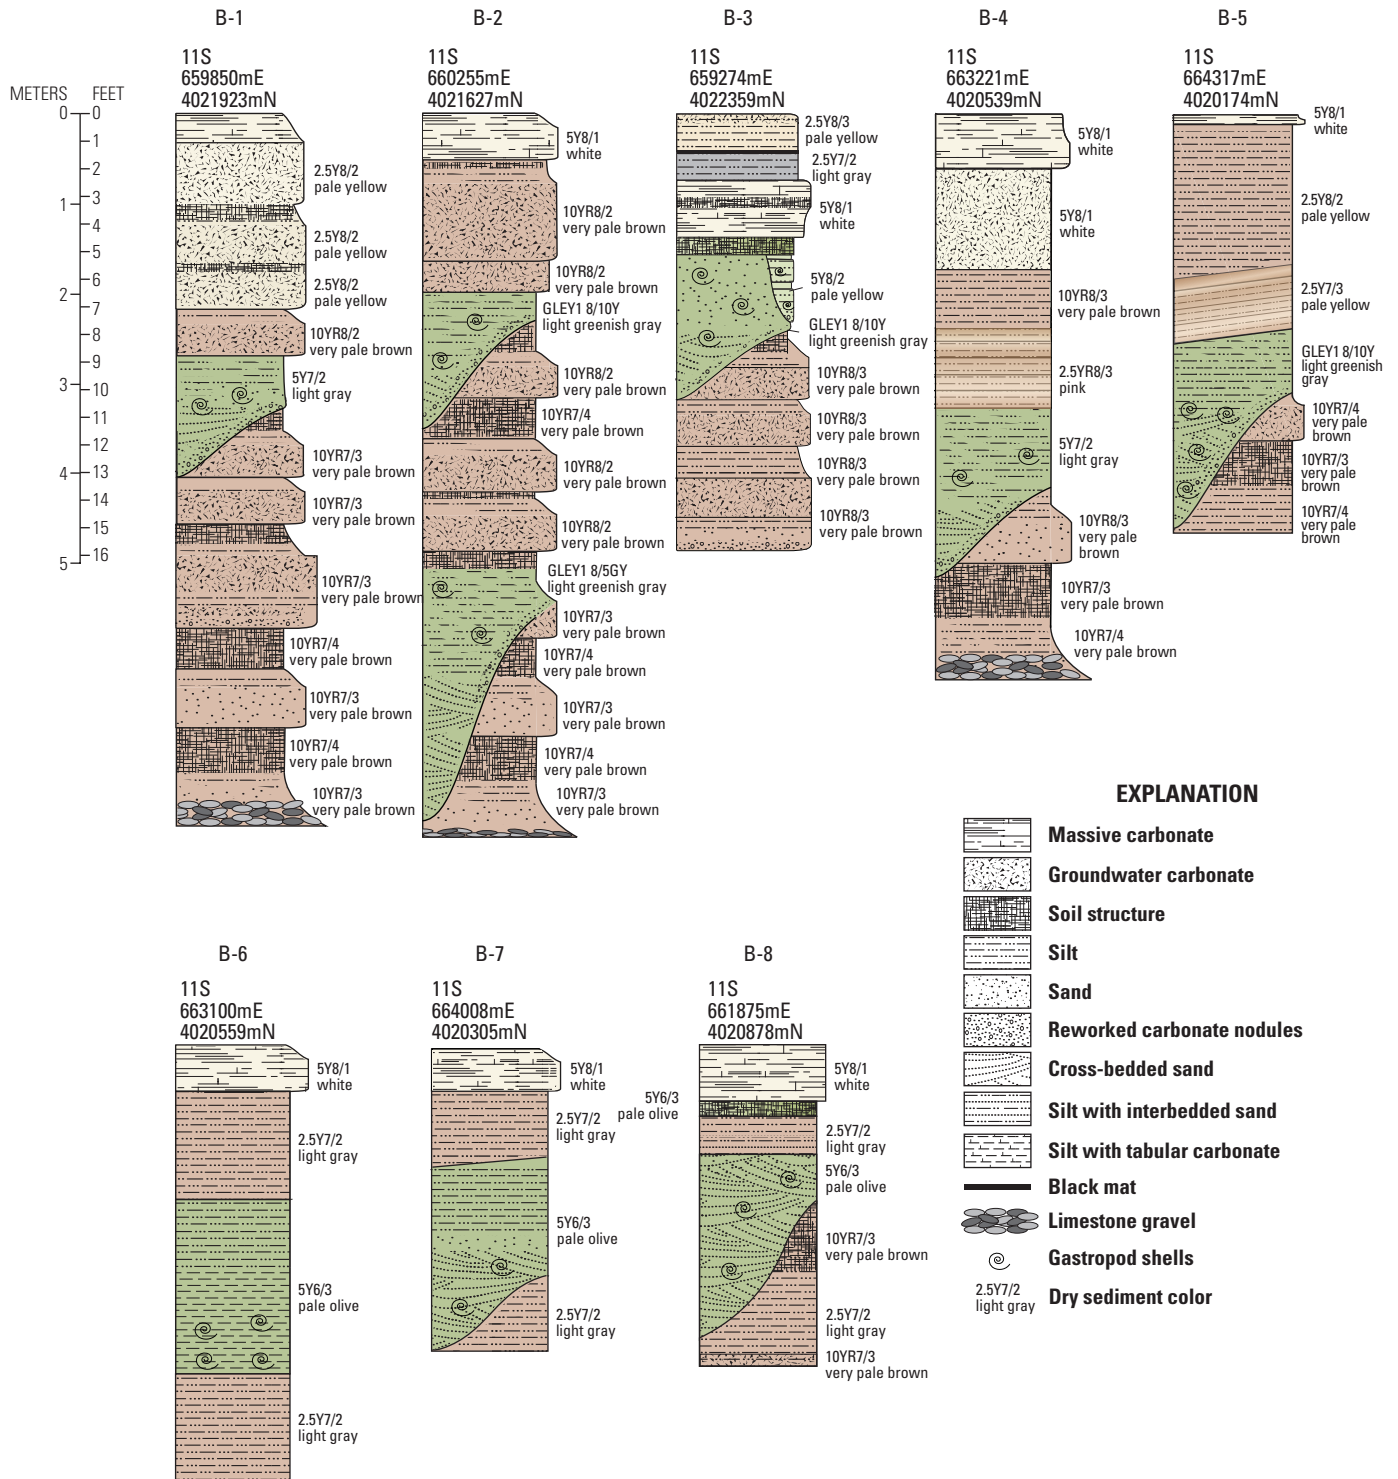 B-1
11S
659850mE
4021923mN
METERS
FEET
0
1
2
3
4
5
0
1
2
3
4
5
6
7
8
9
10
11
12
13
14
15
16
2.5Y8/2
pale yellow
2.5Y8/2
pale yellow
2.5Y8/2
pale yellow
10YR8/2
very pale brown
5Y7/2
light gray
10YR7/3
very pale brown
10YR7/3
very pale brown
10YR7/3
very pale brown
10YR7/4
very pale brown
10YR7/3
very pale brown
10YR7/4
very pale brown
10YR7/3
very pale brown
B-2
11S
660255mE
4021627mN
5Y8/1
white
10YR8/2
very pale brown
10YR8/2
very pale brown
GLEY1 8/10Y
light greenish gray
10YR8/2
very pale brown
10YR7/4
very pale brown
10YR8/2
very pale brown
10YR8/2
very pale brown
GLEY1 8/5GY
light greenish gray
10YR7/3
very pale brown
10YR7/4
very pale brown
10YR7/3
very pale brown
10YR7/4
very pale brown
10YR7/3
very pale brown
B-3
11S
659274mE
4022359mN
2.5Y8/3
pale yellow
2.5Y7/2
light gray
5Y8/1
white
5Y8/2
pale yellow
GLEY1 8/10Y
light greenish gray
10YR8/3
very pale brown
10YR8/3
very pale brown
10YR8/3
very pale brown
10YR8/3
very pale brown
B-4
11S
663221mE
4020539mN
5Y8/1
white
5Y8/1
white
10YR8/3
very pale brown
2.5YR8/3
pink
5Y7/2
light gray
10YR8/3
very pale
brown
10YR7/3
very pale brown
10YR7/4
very pale brown
B-5
11S
664317mE
4020174mN
5Y8/1
white
2.5Y8/2
pale yellow
2.5Y7/3
pale yellow
GLEY1 8/10Y
light greenish
gray
10YR7/4
very pale
brown
10YR7/3
very pale
brown
10YR7/4
very pale
brown
B-6
11S
663100mE
4020559mN
5Y8/1
white
2.5Y7/2
light gray
5Y6/3
pale olive
2.5Y7/2
light gray
B-7
11S
664008mE
4020305mN
5Y8/1
white
2.5Y7/2
light gray
5Y6/3
pale olive
2.5Y7/2
light gray
B-8
11S
661875mE
4020878mN
5Y8/1
white
5Y6/3
pale olive
2.5Y7/2
light gray
5Y6/3
pale olive
10YR7/3
very pale brown
2.5Y7/2
light gray
10YR7/3
very pale brown
EXPLANATION
Massive carbonate
Groundwater carbonate
Soil structure
Silt
Sand
Reworked carbonate nodules
Cross-bedded sand
Silt with interbedded sand
Silt with tabular carbonate
Black mat
Limestone gravel
Gastropod shells
2.5Y7/2
light gray
Dry sediment color